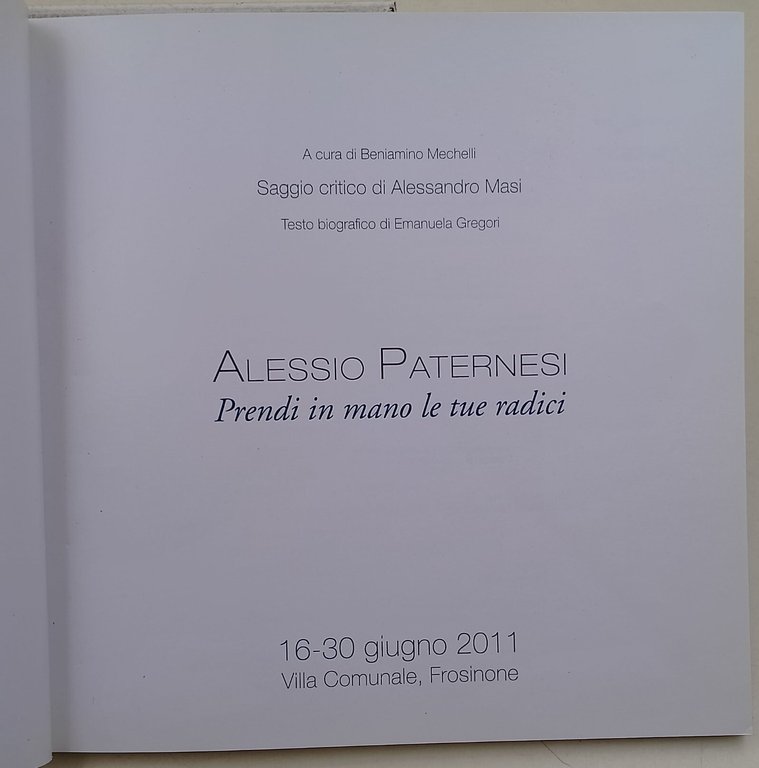 A cura di Beniamino Mechelli
Saggio critico di Alessandro Masi
Testo biografico di Emanuela Gregori
ALESSIO PATERNESI
Prendi in mano le tue radici
16-30 giugno 2011
Villa Comunale, Frosinone